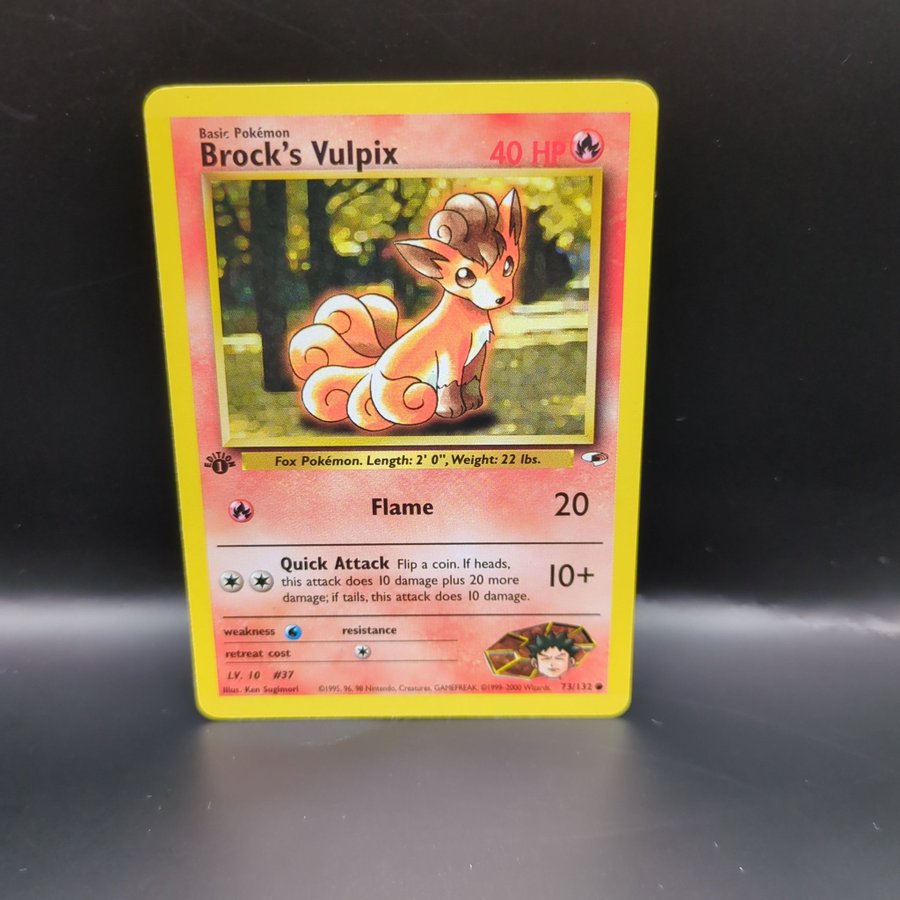 Basic Pokémon
Brock's Vulpix 40 HP
EDITION 1
Fox Pokémon. Length: 2' 0", Weight: 22 lbs.
Flame 20
Quick Attack Flip a coin. If heads,
this attack does 10 damage plus 20 more
damage; if tails, this attack does 10 damage.
10+
weakness resistance
retreat cost
LV. 10 #37
Illus. Ken Sugimori ©1995, 96, 98 Nintendo, Creatures, GAMEFREAK. ©1999-2000 Wizards. 73/132